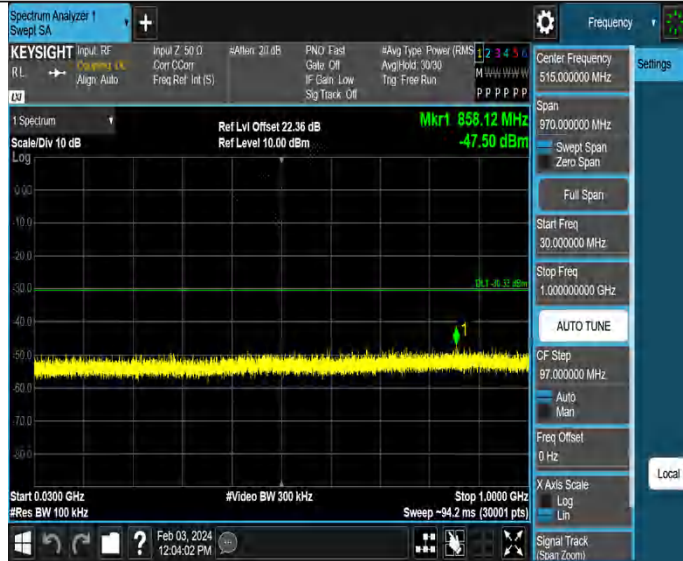 Spectrum Analyzer 1
Swept SA
Frequency
KEYSIGHT
RL
LXI
Input: RF
Coupling: DC
Align: Auto
Input Z: 50 Ω
Corr CCorr
Freq Ref: Int (S)
#Atten: 20 dB
PNO: Fast
Gate: Off
IF Gain: Low
Sig Track: Off
#Avg Type: Power (RMS
Avg|Hold: 30/30
Trig: Free Run
1 2 3 4 5 6
M W W W W W
P P P P P P
1 Spectrum
Scale/Div 10 dB
Log
Ref Lvl Offset 22.36 dB
Ref Level 10.00 dBm
Mkr1 858.12 MHz
-47.50 dBm
0.00
-10.0
-20.0
-30.0
-40.0
-50.0
-60.0
-70.0
-80.0
1
Start 0.0300 GHz
#Res BW 100 kHz
#Video BW 300 kHz
Stop 1.0000 GHz
Sweep ~94.2 ms (30001 pts)
Center Frequency
515.000000 MHz
Settings
Span
970.000000 MHz
Swept Span
Zero Span
Full Span
Start Freq
30.000000 MHz
Stop Freq
1.000000000 GHz
AUTO TUNE
CF Step
97.000000 MHz
Auto
Man
Freq Offset
0 Hz
X Axis Scale
Log
Lin
Local
Signal Track
(Span Zoom)
?
Feb 03, 2024
12:04:02 PM